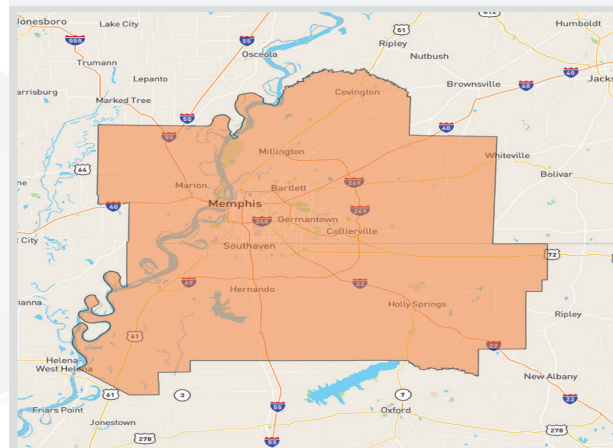 Jonesboro
Lake City
412
Humboldt
51
Ripley
555
55
Osceola
Nutbush
Trumann
Lepanto
Covington
Brownsville
40
Jacks
arrisburg
Marked Tree
55
40
55
Millington
Whiteville
64
Bolivar
Marion
Bartlett
269
40
Memphis
269
240
Germantown
Collierville
t City
Southaven
72
69
22
Hernando
Holly Springs
ianna
Ripley
61
22
Helena-
West Helena
New Albany
61
3
7
22
Friars Point
55
Oxford
Jonestown
278
278
55